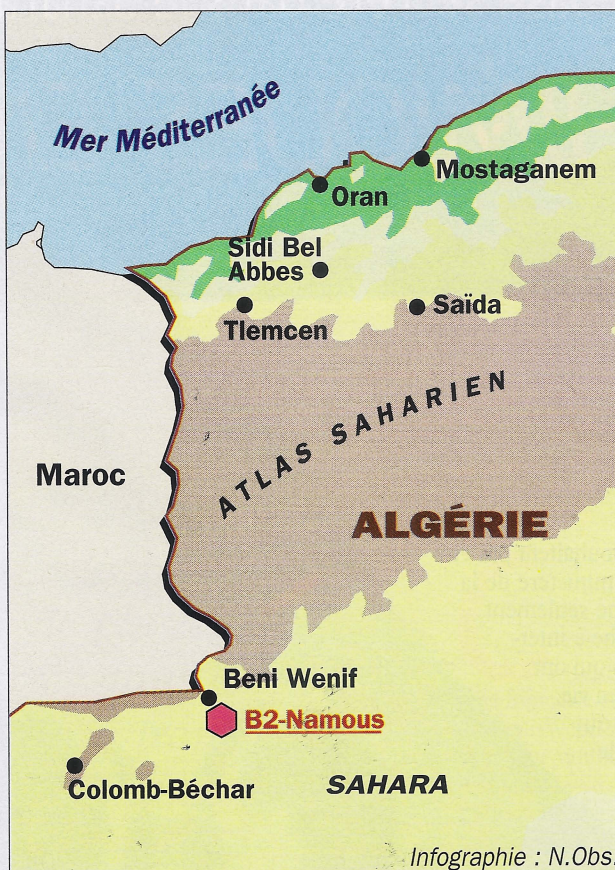 Mer Méditerranée
Mostaganem
Oran
Sidi Bel
Abbes
Tlemcen
Saïda
ATLAS SAHARIEN
Maroc
ALGÉRIE
Beni Wenif
B2-Namous
Colomb-Béchar
SAHARA
Infographie : N.Obs.